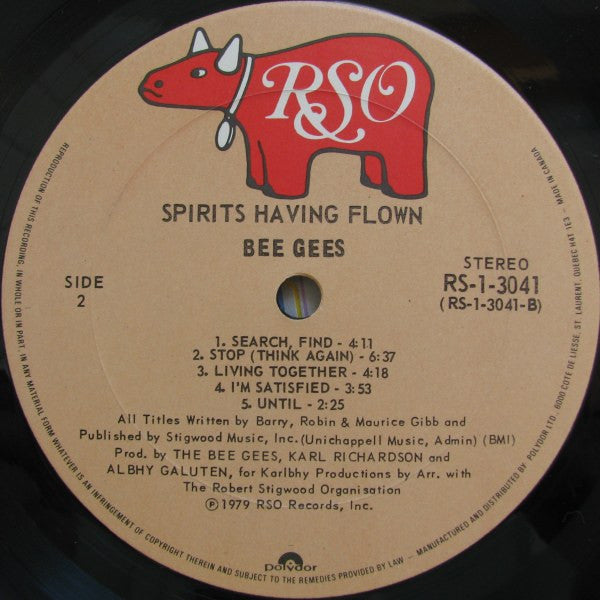 RSO
SPIRITS HAVING FLOWN
BEE GEES
SIDE
2
STEREO
RS-1-3041
(RS-1-3041-B)
1. SEARCH, FIND - 4:11
2. STOP (THINK AGAIN) - 6:37
3. LIVING TOGETHER - 4:18
4. I'M SATISFIED - 3:53
5. UNTIL - 2:25
All Titles Written by Barry, Robin & Maurice Gibb and
Published by Stigwood Music, Inc. (Unichappell Music, Admin) (BMI)
Prod. by THE BEE GEES, KARL RICHARDSON and
ALBHY GALUTEN, for Karlbhy Productions by Arr. with
The Robert Stigwood Organisation
℗ 1979 RSO Records, Inc.
polydor
REPRODUCTION OF THIS RECORDING, IN WHOLE OR IN PART, IN ANY MATERIAL FORM WHATEVER IS AN INFRINGEMENT OF COPYRIGHT THEREIN AND SUBJECT TO THE REMEDIES PROVIDED BY LAW – MANUFACTURED AND DISTRIBUTED BY POLYDOR LTD. 6000 COTE DE LIESSE, ST. LAURENT, QUEBEC H4T 1E3 – MADE IN CANADA